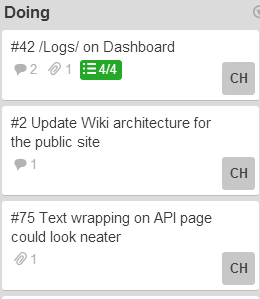 Doing
#42 /Logs/ on Dashboard
2 1 4/4
CH
#2 Update Wiki architecture for
the public site
1
CH
#75 Text wrapping on API page
could look neater
1
CH